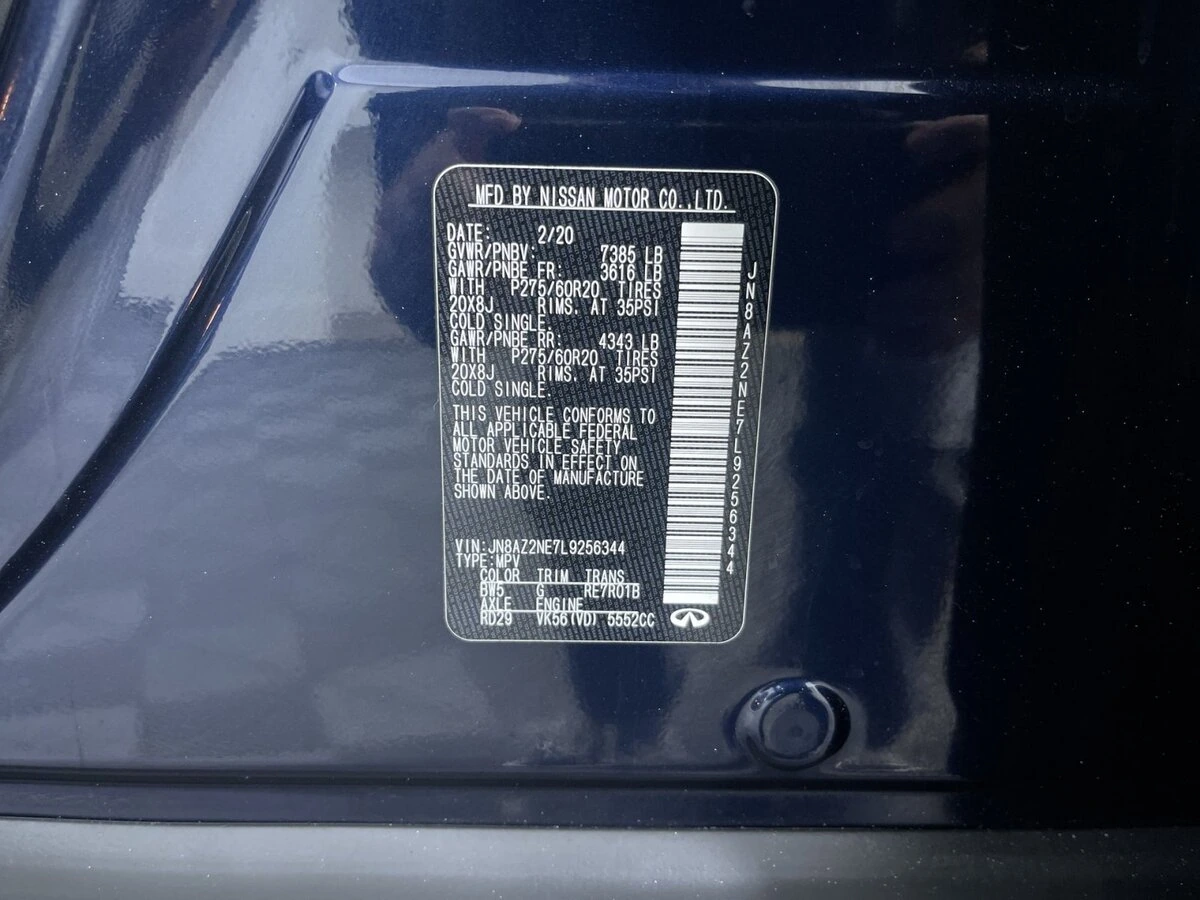 MFD BY NISSAN MOTOR CO.,LTD.
DATE: 2/20
GVWR/PNBV: 7385 LB
GAWR/PNBE FR: 3616 LB
WITH P275/60R20 TIRES
20X8J RIMS. AT 35PSI
COLD SINGLE.
GAWR/PNBE RR: 4343 LB
WITH P275/60R20 TIRES
20X8J RIMS. AT 35PSI
COLD SINGLE.
THIS VEHICLE CONFORMS TO
ALL APPLICABLE FEDERAL
MOTOR VEHICLE SAFETY
STANDARDS IN EFFECT ON
THE DATE OF MANUFACTURE
SHOWN ABOVE.
VIN:JN8AZ2NE7L9256344
TYPE:MPV
COLOR TRIM TRANS
BW5 G RE7R01B
AXLE ENGINE
RD29 VK56(VD) 5552CC
JN8AZ2NE7L9256344